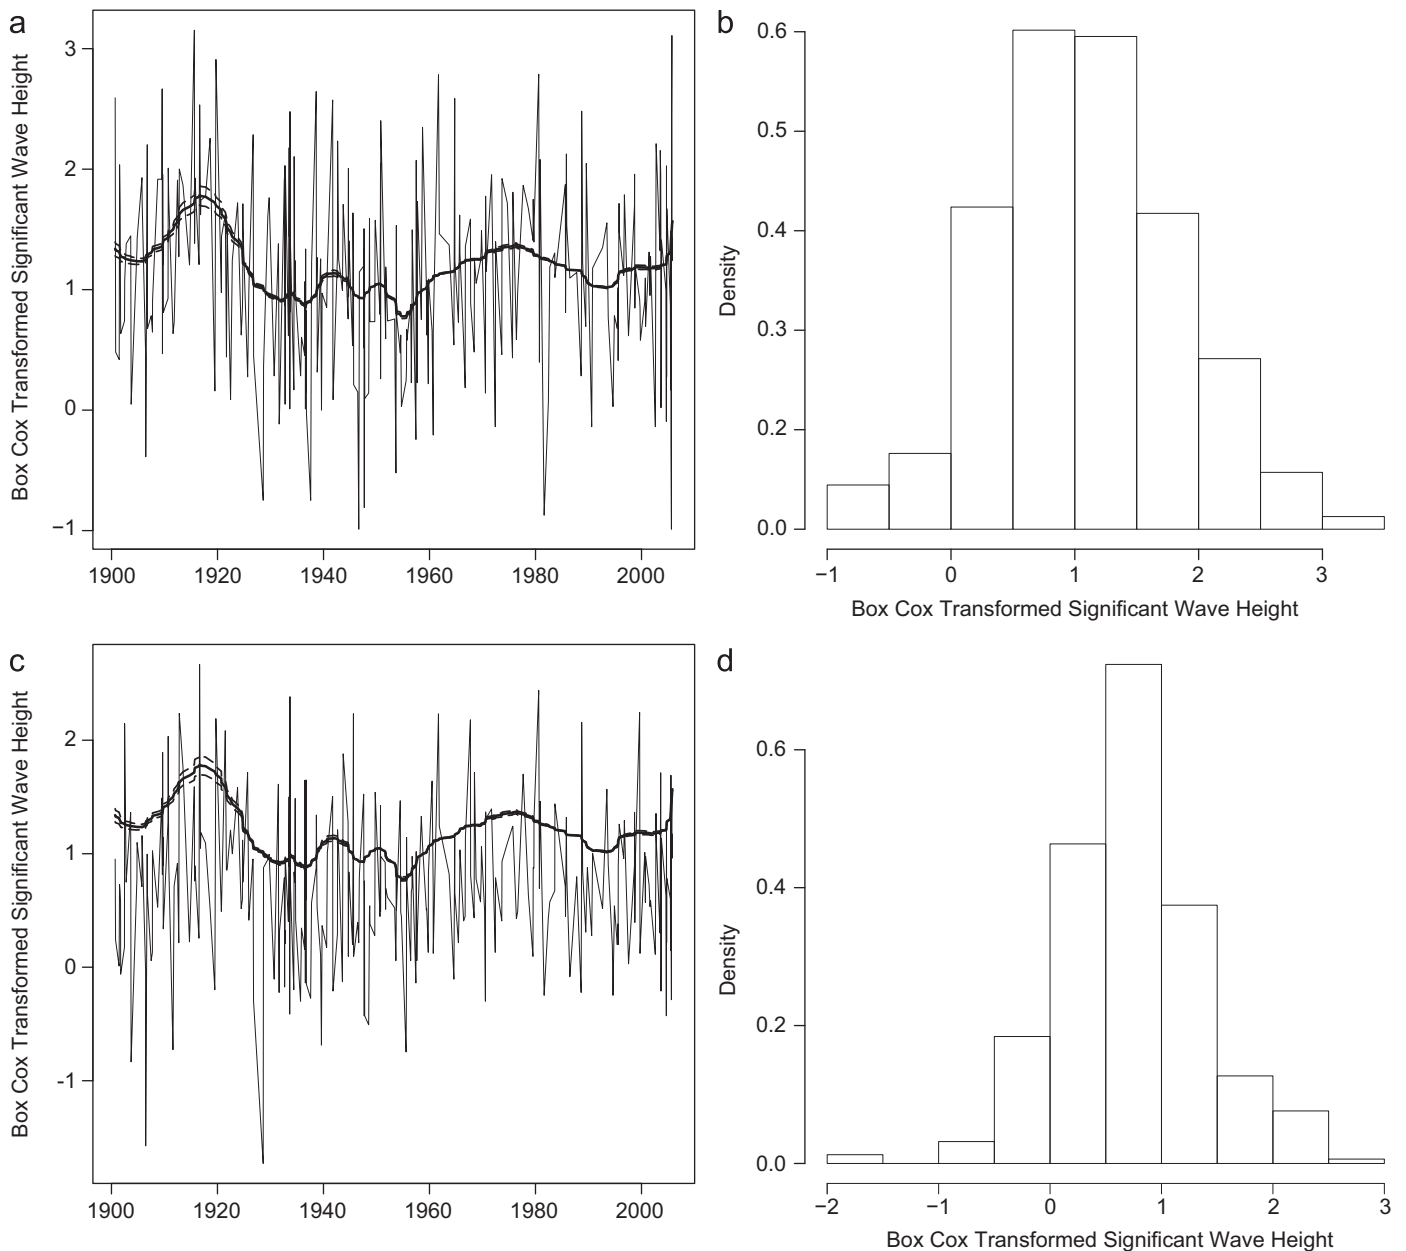 a
Box Cox Transformed Significant Wave Height
3
2
1
0
−1
1900 1920 1940 1960 1980 2000
b
Density
0.6
0.5
0.4
0.3
0.2
0.0
−1 0 1 2 3
Box Cox Transformed Significant Wave Height
c
Box Cox Transformed Significant Wave Height
2
1
0
-1
1900 1920 1940 1960 1980 2000
d
Density
0.6
0.4
0.2
0.0
−2 −1 0 1 2 3
Box Cox Transformed Significant Wave Height